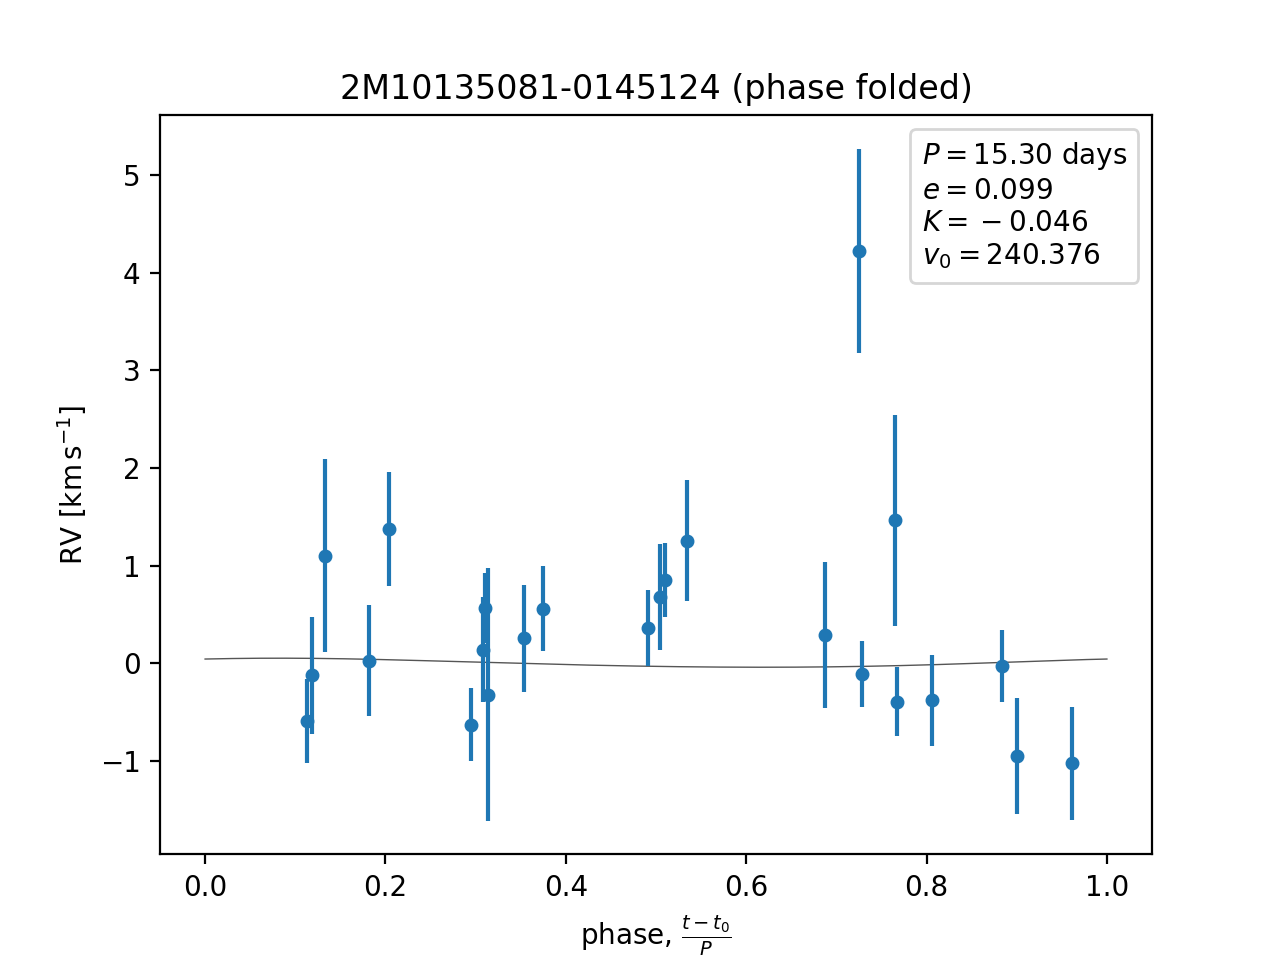 2M10135081-0145124 (phase folded)
P = 15.30 days
e = 0.099
K = −0.046
v₀ = 240.376
RV [km s⁻¹]
5
4
3
2
1
0
−1
0.0 0.2 0.4 0.6 0.8 1.0
phase, (t − t₀)/P